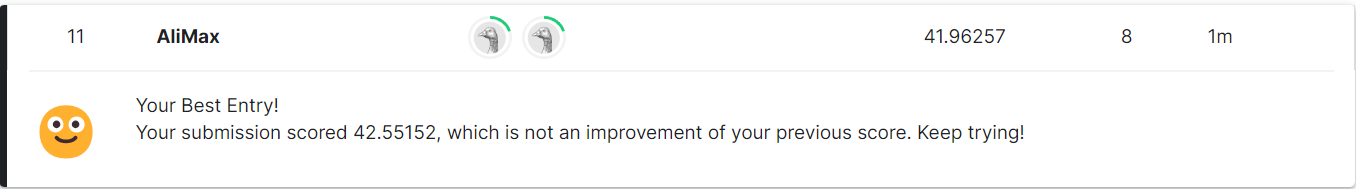 11 AliMax 41.96257 8 1m
Your Best Entry!
Your submission scored 42.55152, which is not an improvement of your previous score. Keep trying!